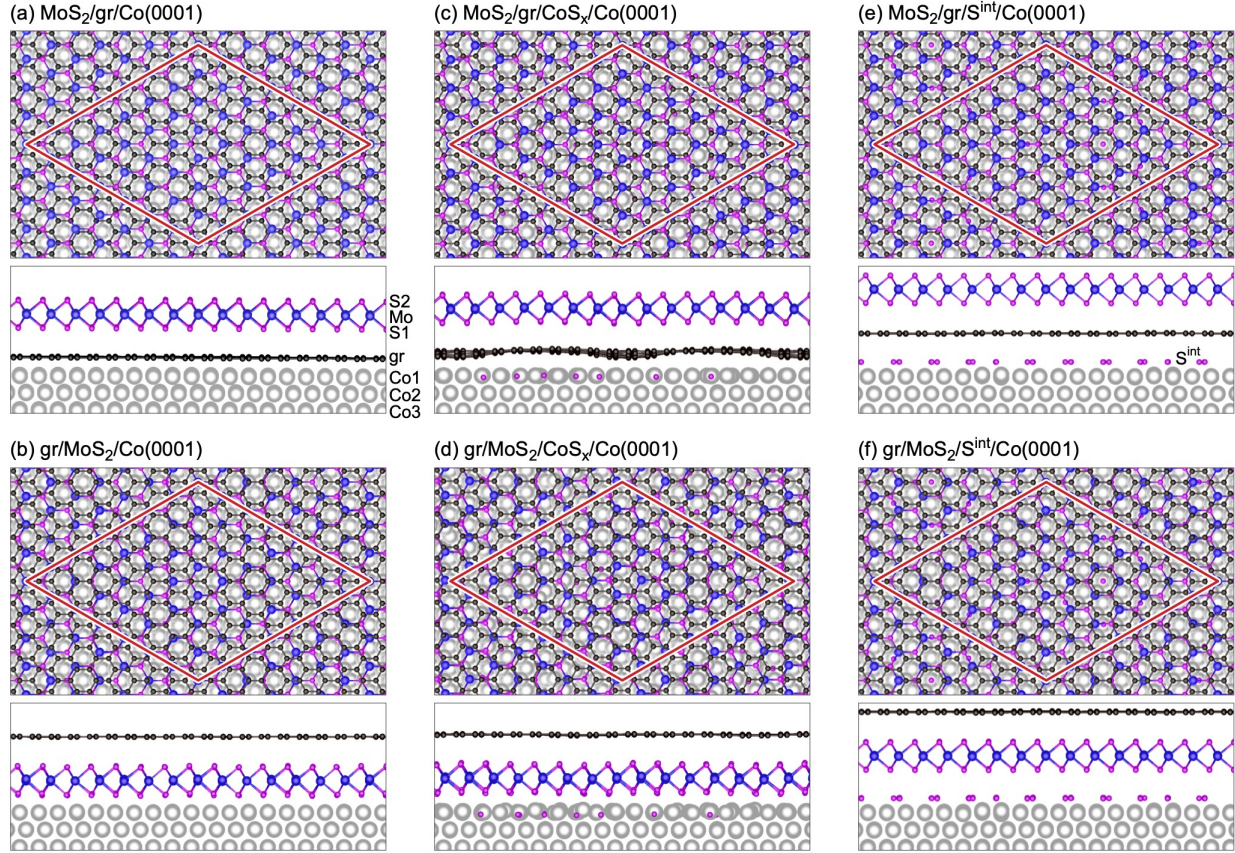 (a) MoS₂/gr/Co(0001)
S2
Mo
S1
gr
Co1
Co2
Co3
(b) gr/MoS₂/Co(0001)
(c) MoS₂/gr/CoSₓ/Co(0001)
(d) gr/MoS₂/CoSₓ/Co(0001)
(e) MoS₂/gr/Sⁱⁿᵗ/Co(0001)
Sⁱⁿᵗ
(f) gr/MoS₂/Sⁱⁿᵗ/Co(0001)